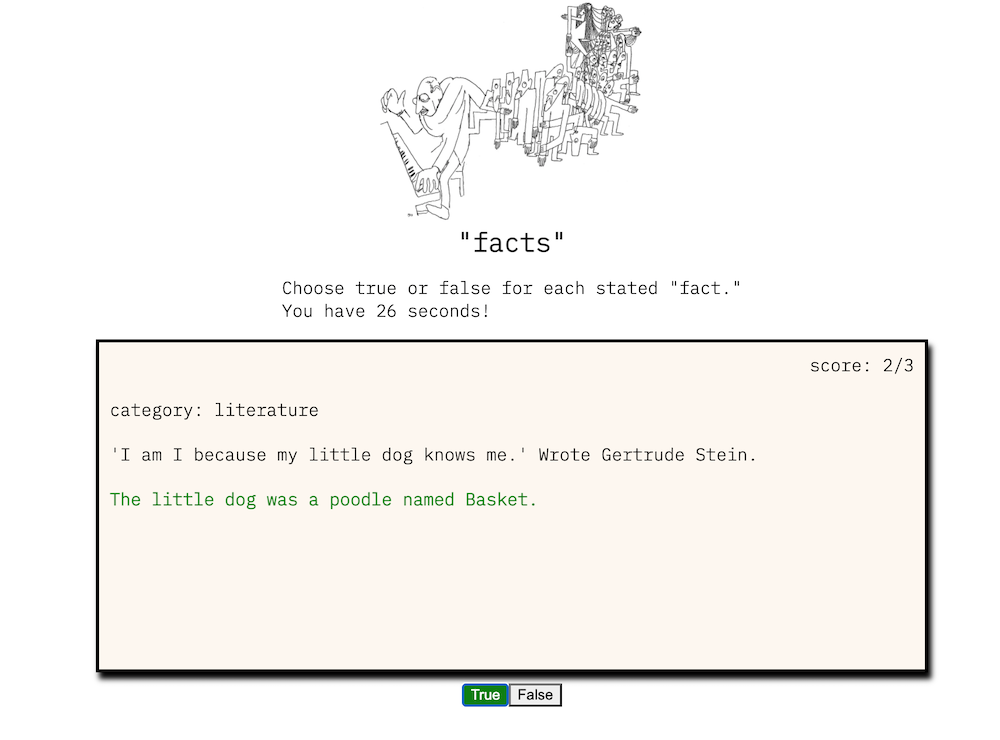 "facts"
Choose true or false for each stated "fact."
You have 26 seconds!
score: 2/3
category: literature
'I am I because my little dog knows me.' Wrote Gertrude Stein.
The little dog was a poodle named Basket.
True False